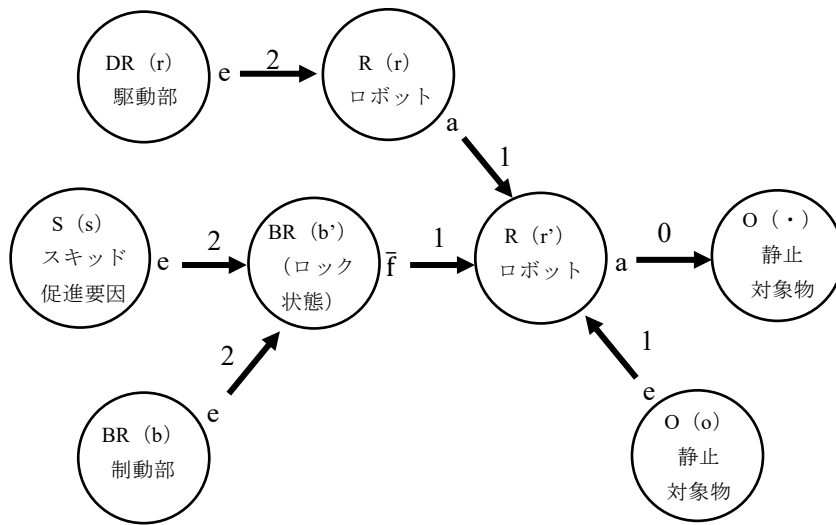 DR（r）
駆動部
e
2
R（r）
ロボット
a
1
S（s）
スキッド
促進要因
e
2
BR（b’）
（ロック
状態）
f̅
1
R（r’）
ロボット
a
0
O（・）
静止
対象物
2
e
BR（b）
制動部
1
e
O（o）
静止
対象物